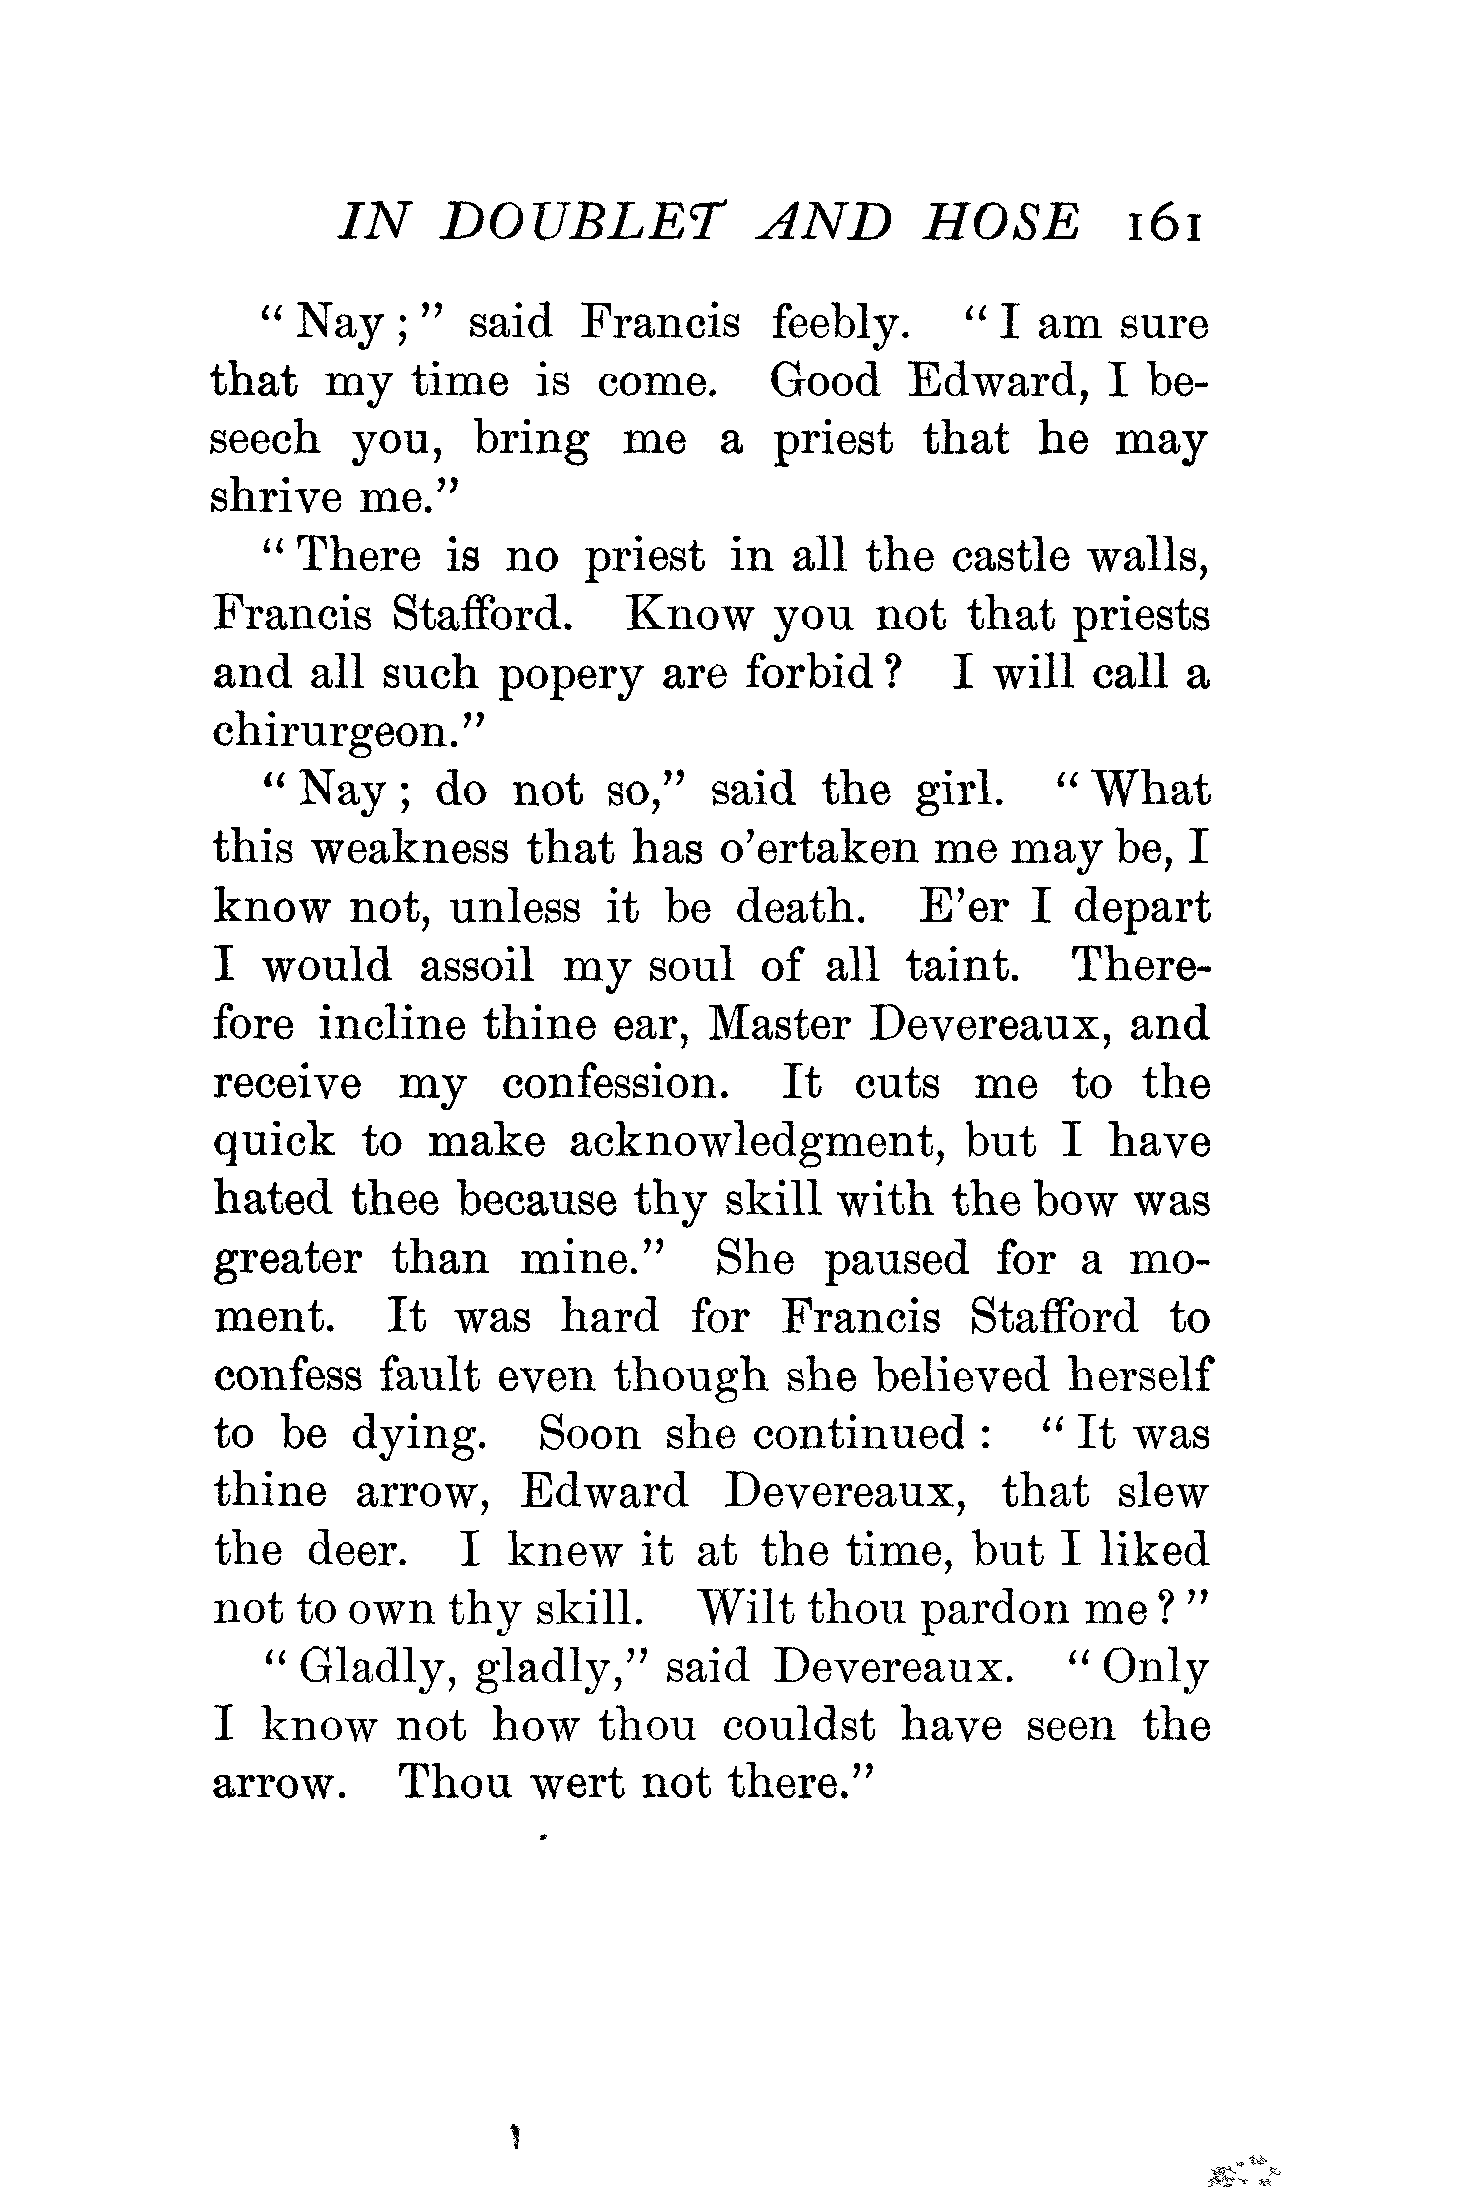 IN DOUBLET AND HOSE 161
“ Nay ; ” said Francis feebly. “ I am sure
that my time is come. Good Edward, I be-
seech you, bring me a priest that he may
shrive me.”
“ There is no priest in all the castle walls,
Francis Stafford. Know you not that priests
and all such popery are forbid ? I will call a
chirurgeon.”
“ Nay ; do not so,” said the girl. “ What
this weakness that has o’ertaken me may be, I
know not, unless it be death. E’er I depart
I would assoil my soul of all taint. There-
fore incline thine ear, Master Devereaux, and
receive my confession. It cuts me to the
quick to make acknowledgment, but I have
hated thee because thy skill with the bow was
greater than mine.” She paused for a mo-
ment. It was hard for Francis Stafford to
confess fault even though she believed herself
to be dying. Soon she continued : “ It was
thine arrow, Edward Devereaux, that slew
the deer. I knew it at the time, but I liked
not to own thy skill. Wilt thou pardon me ? ”
“ Gladly, gladly,” said Devereaux. “ Only
I know not how thou couldst have seen the
arrow. Thou wert not there.”